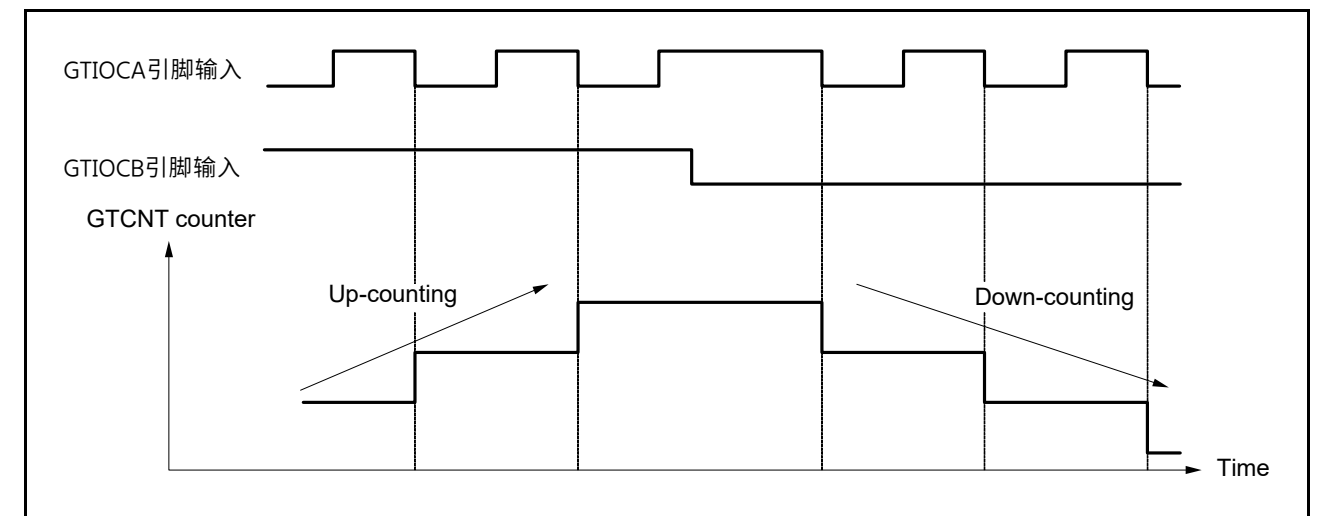 GTIOCA引脚输入
GTIOCB引脚输入
GTCNT counter
Up-counting
Down-counting
Time